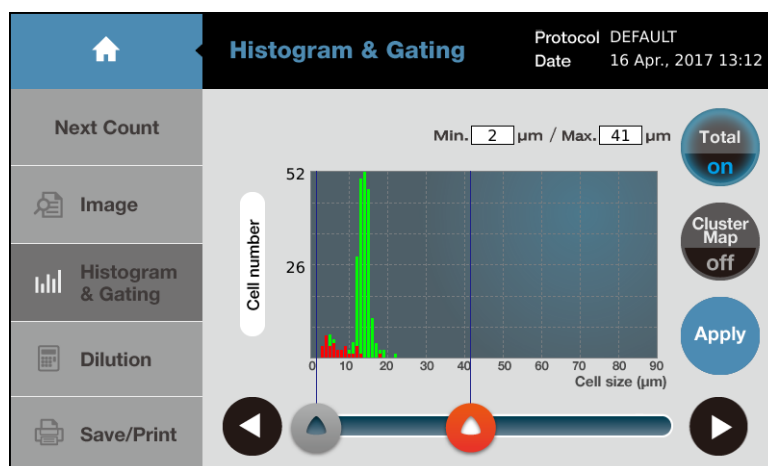 Histogram & Gating
Protocol DEFAULT
Date 16 Apr., 2017 13:12
Next Count
Image
Histogram
& Gating
Dilution
Save/Print
Min. 2 μm / Max. 41 μm
52
26
Cell number
0 10 20 30 40 50 60 70 80 90
Cell size (μm)
Total
on
Cluster
Map
off
Apply